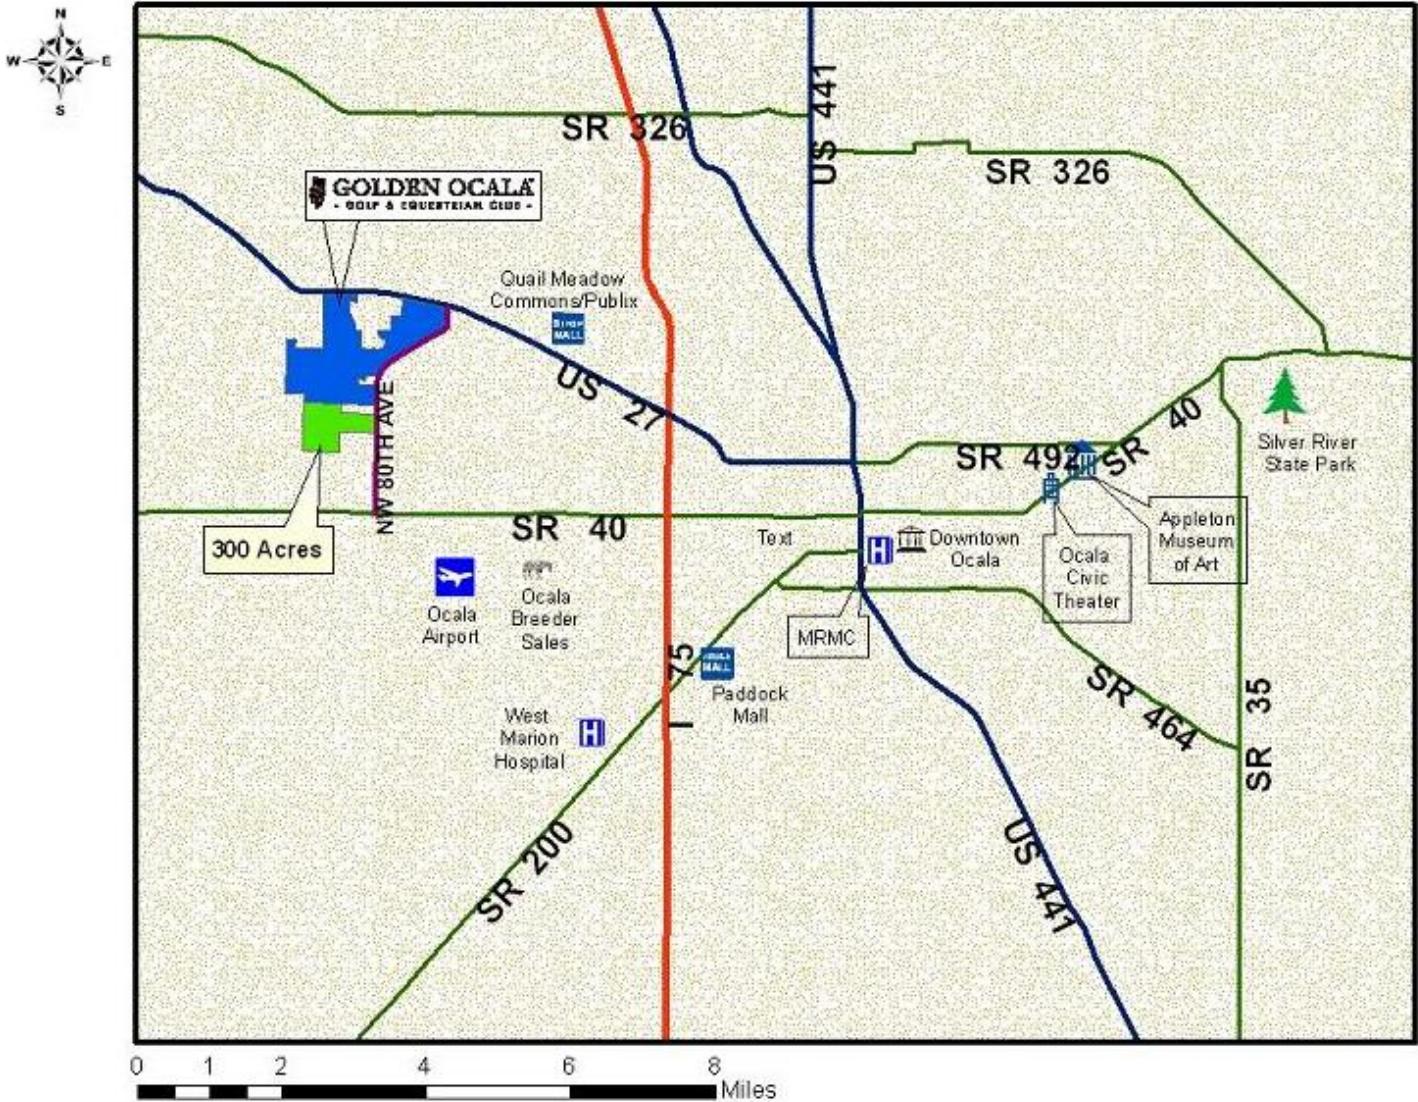 N
W E
S
US 441
SR 326
SR 326
GOLDEN OCALA
- GOLF & EQUESTRIAN CLUB -
Quail Meadow
Commons/Publix
SHOP
MALL
US 27
NW 80TH AVE
SR 492
SR 40
Silver River
State Park
300 Acres
SR 40
Text
Downtown
Ocala
H
Appleton
Museum
of Art
Ocala
Civic
Theater
Ocala
Airport
Ocala
Breeder
Sales
MRMC
I 75
MALL
Paddock
Mall
West
Marion
Hospital
H
SR 464
SR 35
SR 200
US 441
0 1 2 4 6 8
Miles